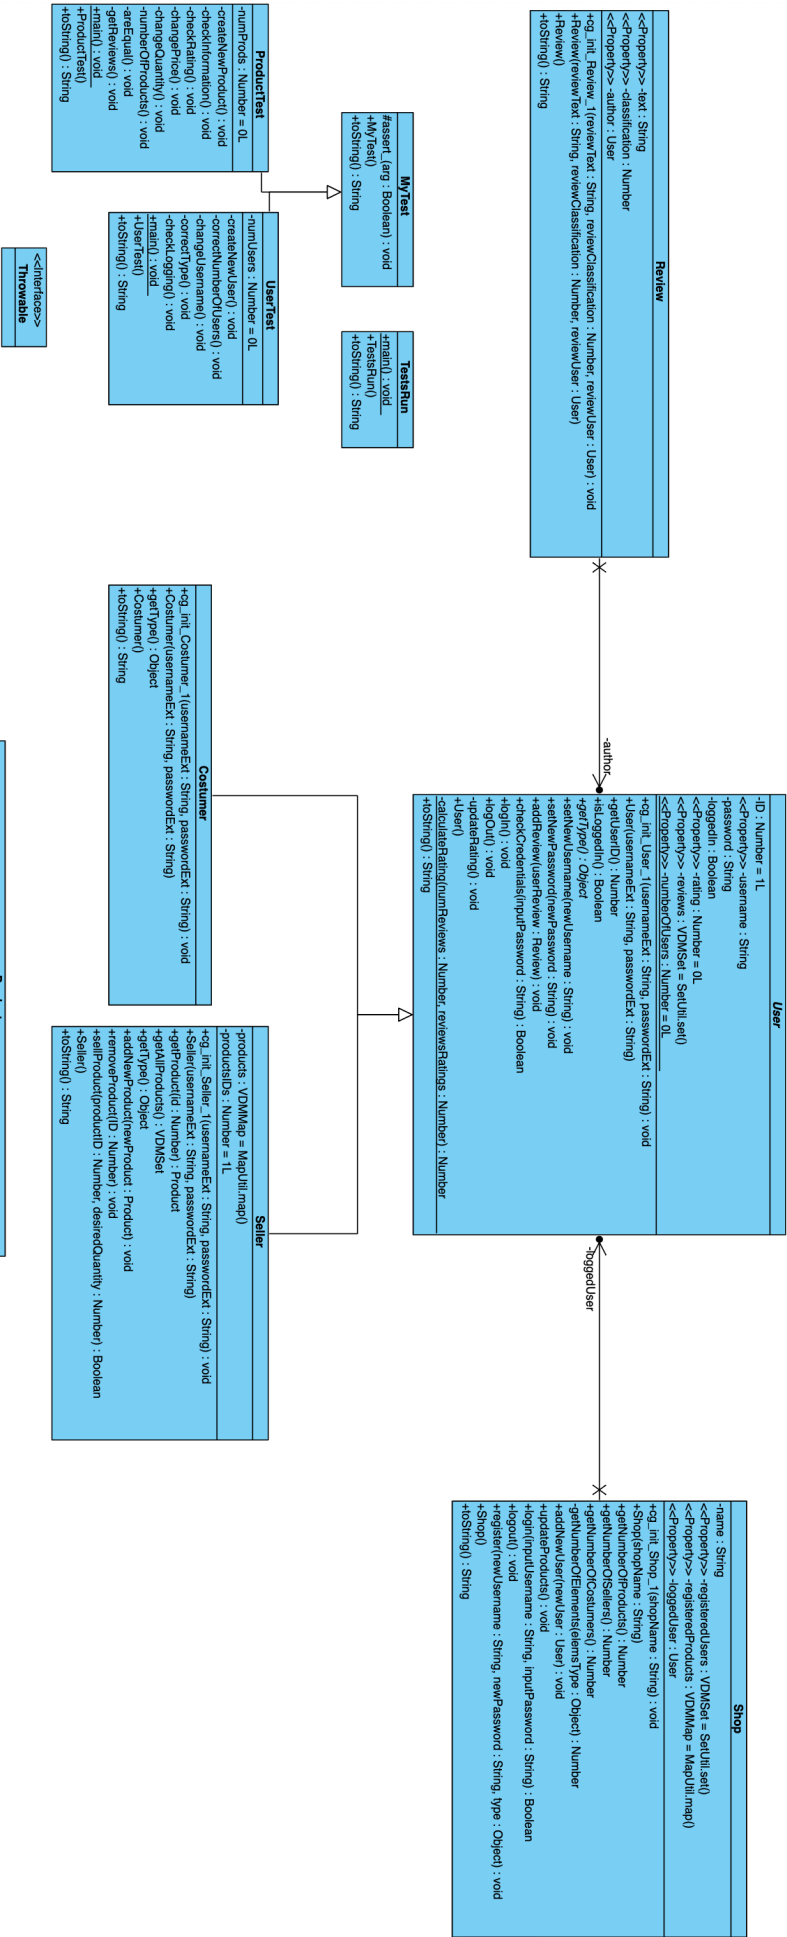 Review
<<Property>> -text : String
<<Property>> -classification : Number
<<Property>> -author : User
+cg_init_Review_1(reviewText : String, reviewClassification : Number, reviewUser : User) : void
+Review(reviewText : String, reviewClassification : Number, reviewUser : User)
+Review()
+toString() : String
-author
User
-ID : Number = 1L
<<Property>> -username : String
-password : String
-loggedIn : Boolean
<<Property>> -rating : Number = 0L
<<Property>> -reviews : VDMSet = SetUtil.set()
<<Property>> -numberOfUsers : Number = 0L
+cg_init_User_1(usernameExt : String, passwordExt : String) : void
+User(usernameExt : String, passwordExt : String)
+getUserID() : Number
+isLoggedIn() : Boolean
+getType() : Object
+setNewUsername(newUsername : String) : void
+setNewPassword(newPassword : String) : void
+addReview(userReview : Review) : void
+checkCredentials(inputPassword : String) : Boolean
+logIn() : void
+logOut() : void
-updateRating() : void
+User()
-calculateRating(numReviews : Number, reviewsRatings : Number) : Number
+toString() : String
-loggedUser
Shop
-name : String
<<Property>> -registeredUsers : VDMSet = SetUtil.set()
<<Property>> -registeredProducts : VDMMap = MapUtil.map()
<<Property>> -loggedUser : User
+cg_init_Shop_1(shopName : String) : void
+Shop(shopName : String)
+getNumberOfProducts() : Number
+getNumberOfSellers() : Number
+getNumberOfCostumers() : Number
-getNumberOfElements(elemsType : Object) : Number
+addNewUser(newUser : User) : void
+updateProducts() : void
+login(inputUsername : String, inputPassword : String) : Boolean
+logout() : void
+register(newUsername : String, newPassword : String, type : Object) : void
+Shop()
+toString() : String
MyTest
#assert_(arg : Boolean) : void
+MyTest()
+toString() : String
TestsRun
+main() : void
+TestsRun()
+toString() : String
ProductTest
-numProds : Number = 0L
-createNewProduct() : void
-checkInformation() : void
-checkRating() : void
-changePrice() : void
-changeQuantity() : void
-numberOfProducts() : void
-areEqual() : void
-getReviews() : void
+main() : void
+ProductTest()
+toString() : String
UserTest
-numUsers : Number = 0L
-createNewUser() : void
-correctNumberOfUsers() : void
-changeUsername() : void
-correctType() : void
-checkLogging() : void
+main() : void
+UserTest()
+toString() : String
Costumer
+cg_init_Costumer_1(usernameExt : String, passwordExt : String) : void
+Costumer(usernameExt : String, passwordExt : String)
+getType() : Object
+Costumer()
+toString() : String
Seller
-products : VDMMap = MapUtil.map()
-productsIDs : Number = 1L
+cg_init_Seller_1(usernameExt : String, passwordExt : String) : void
+Seller(usernameExt : String, passwordExt : String)
+getProduct(id : Number) : Product
+getAllProducts() : VDMSet
+getType() : Object
+addNewProduct(newProduct : Product) : void
+removeProduct(ID : Number) : void
+sellProduct(productID : Number, desiredQuantity : Number) : Boolean
+Seller()
+toString() : String
<<Interface>>
Throwable